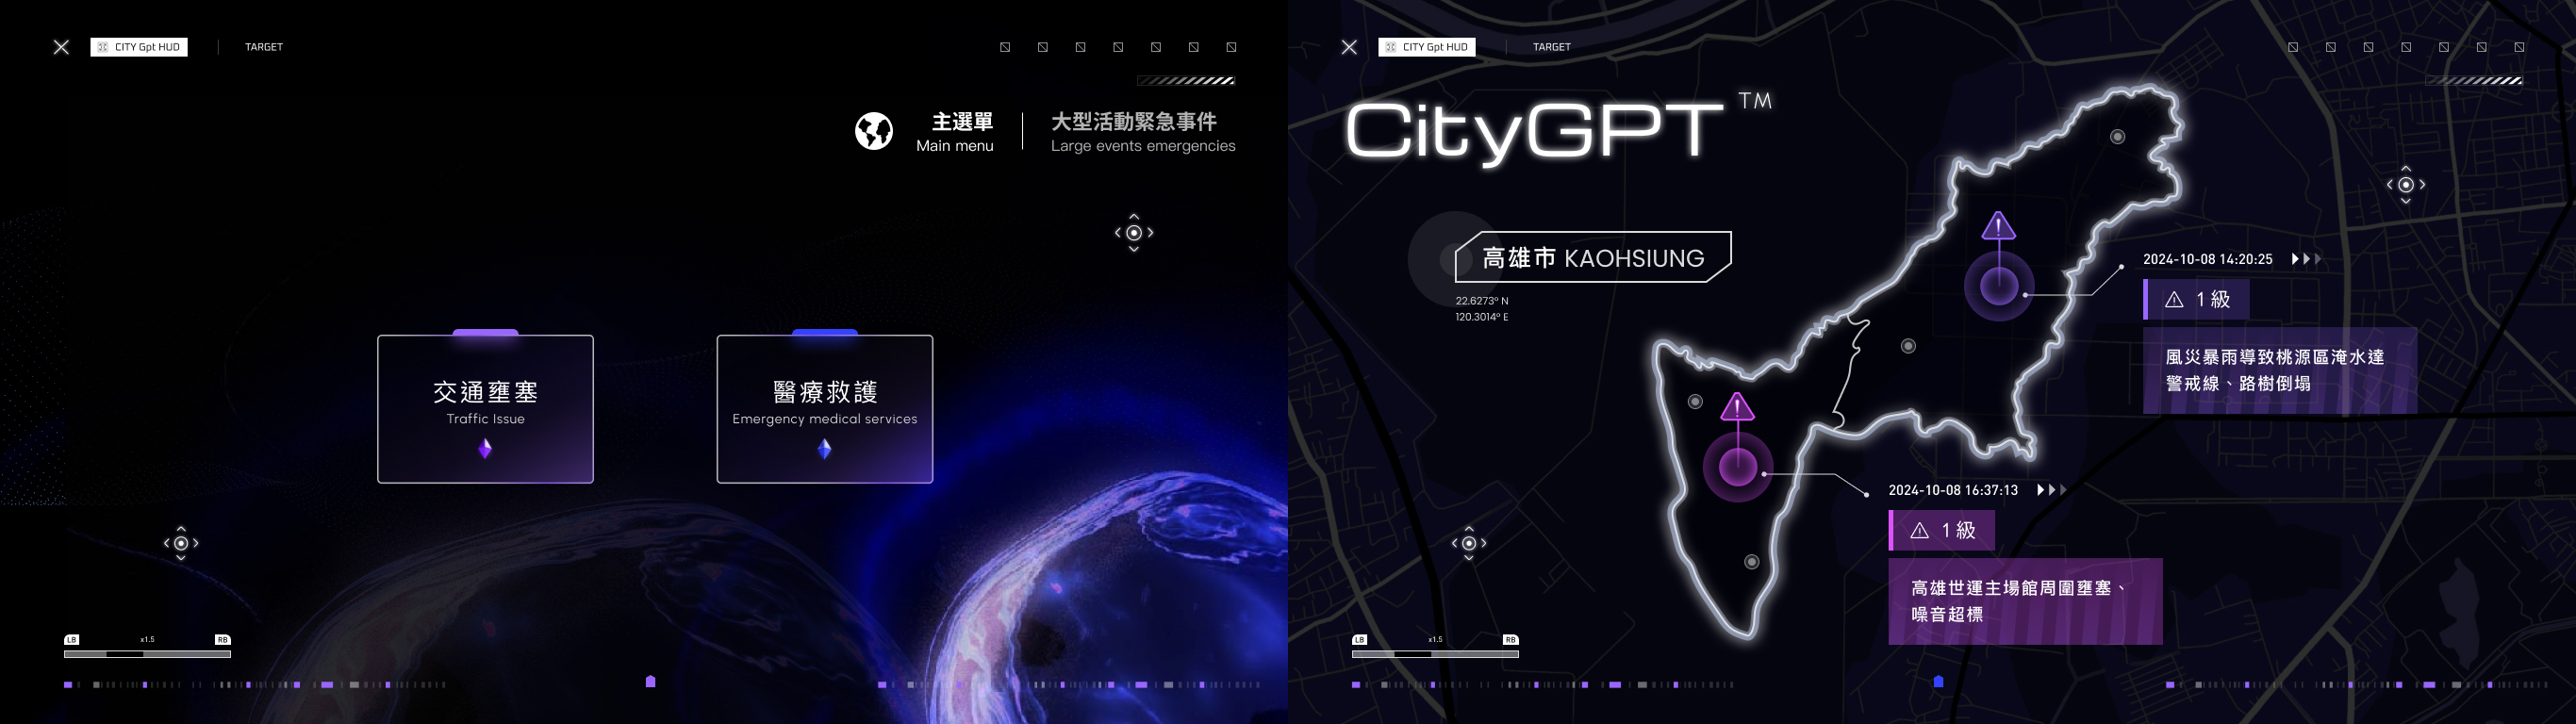 CITY Gpt HUD
TARGET
主選單
Main menu
大型活動緊急事件
Large events emergencies
交通壅塞
Traffic Issue
醫療救護
Emergency medical services
LB
x1.5
RB
CITY Gpt HUD
TARGET
CityGPT TM
高雄市 KAOHSIUNG
22.6273° N
120.3014° E
2024-10-08 14:20:25
1 級
風災暴雨導致桃源區淹水達
警戒線、路樹倒塌
2024-10-08 16:37:13
1 級
高雄世運主場館周圍壅塞、
噪音超標
LB
x1.5
RB